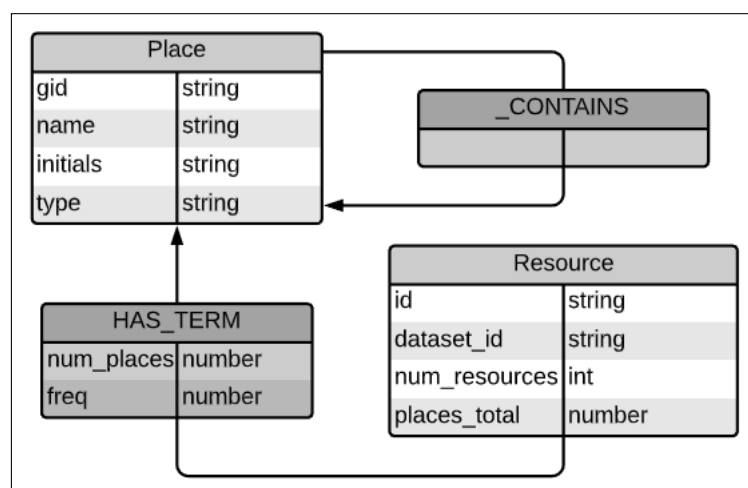 Place
gid string
name string
initials string
type string
_CONTAINS
HAS_TERM
num_places number
freq number
Resource
id string
dataset_id string
num_resources int
places_total number